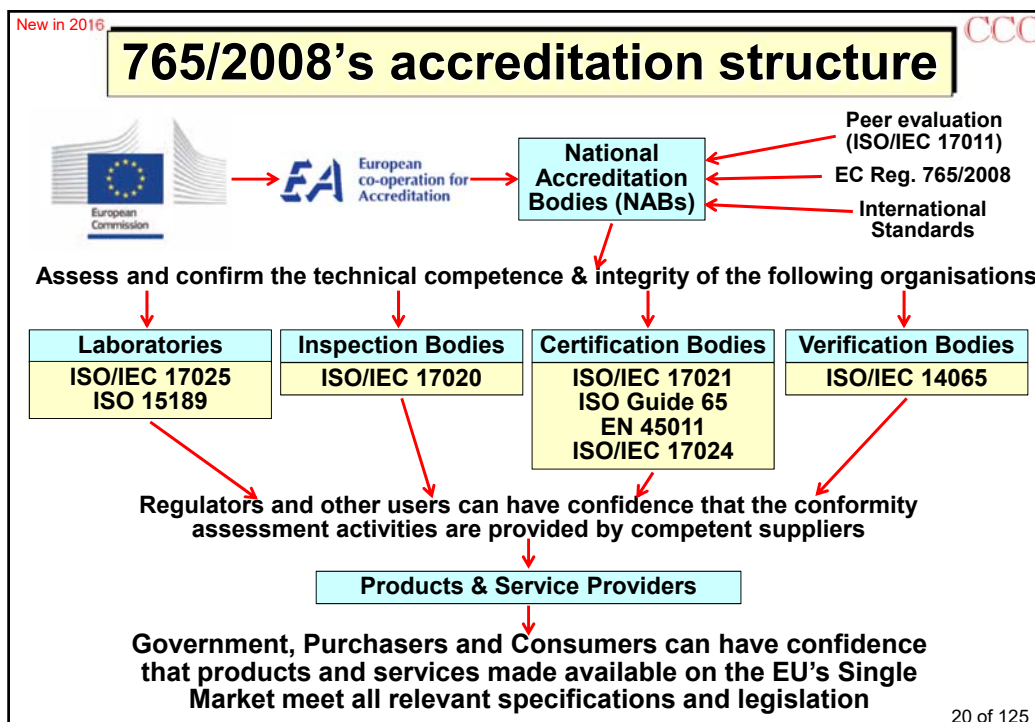 New in 2016
CCC
765/2008's accreditation structure
European
Commission
EA
European
co-operation for
Accreditation
National
Accreditation
Bodies (NABs)
Peer evaluation
(ISO/IEC 17011)
EC Reg. 765/2008
International
Standards
Assess and confirm the technical competence & integrity of the following organisations
Laboratories
ISO/IEC 17025
ISO 15189
Inspection Bodies
ISO/IEC 17020
Certification Bodies
ISO/IEC 17021
ISO Guide 65
EN 45011
ISO/IEC 17024
Verification Bodies
ISO/IEC 14065
Regulators and other users can have confidence that the conformity
assessment activities are provided by competent suppliers
Products & Service Providers
Government, Purchasers and Consumers can have confidence
that products and services made available on the EU's Single
Market meet all relevant specifications and legislation
20 of 125